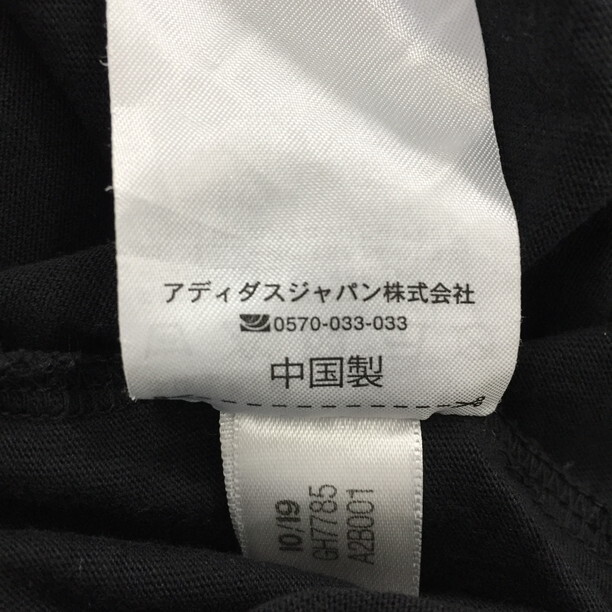 アディダスジャパン株式会社
0570-033-033
中国製
10/19
GH7785
A2B001